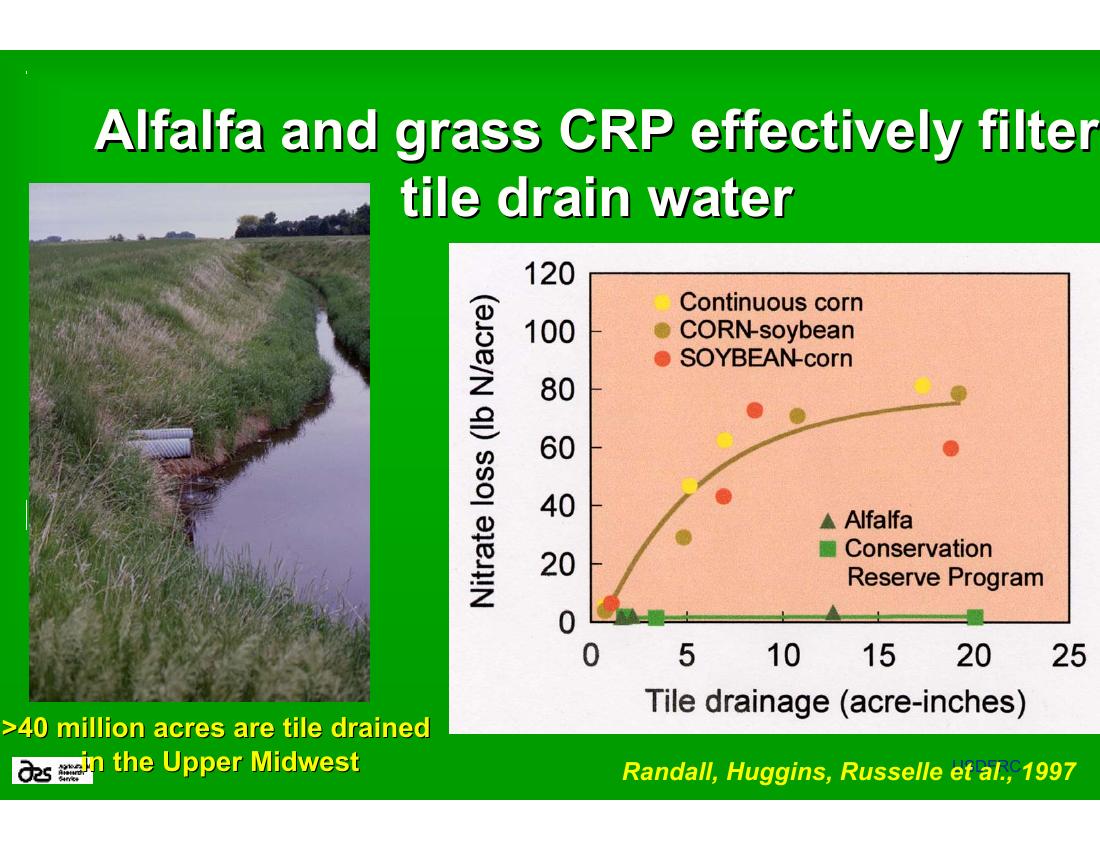 Alfalfa and grass CRP effectively filter
tile drain water
120
100
80
60
40
20
0
Nitrate loss (lb N/acre)
Continuous corn
CORN-soybean
SOYBEAN-corn
Alfalfa
Conservation
Reserve Program
0 5 10 15 20 25
Tile drainage (acre-inches)
>40 million acres are tile drained
in the Upper Midwest
ars Agricultural
Research
Service
Randall, Huggins, Russelle et al., 1997
USDFRC